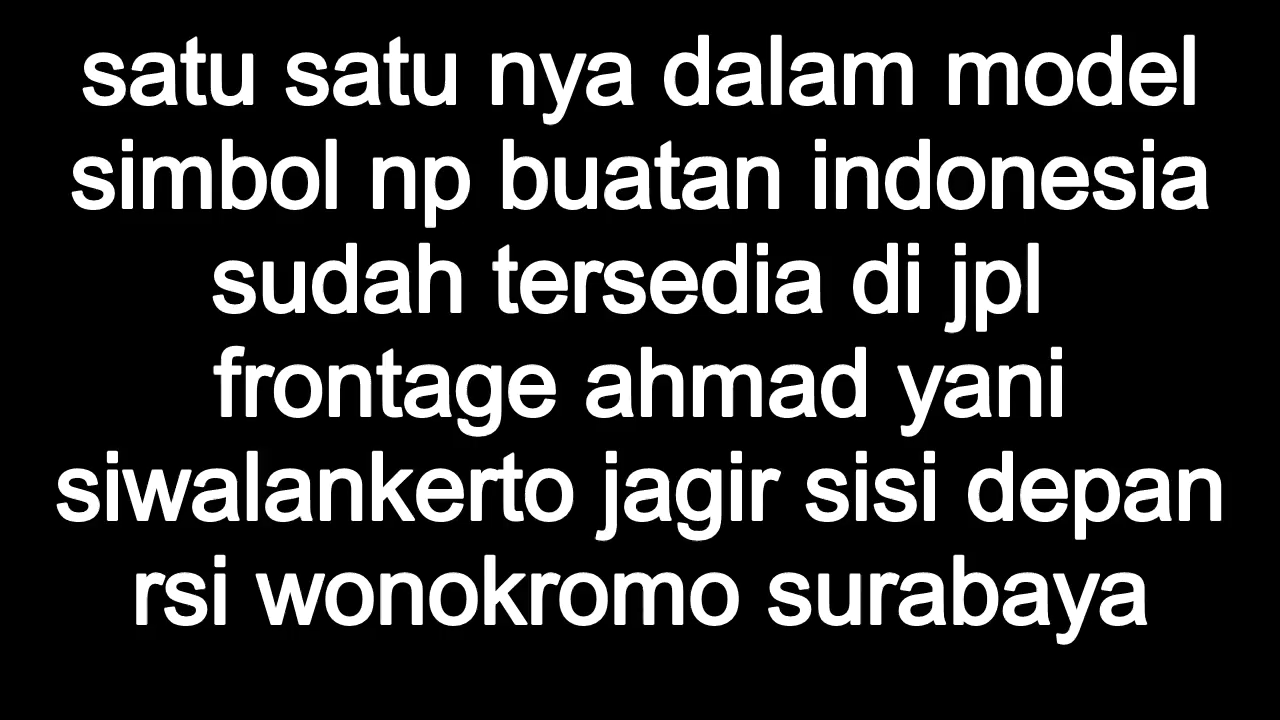 satu satu nya dalam model
simbol np buatan indonesia
sudah tersedia di jpl
frontage ahmad yani
siwalankerto jagir sisi depan
rsi wonokromo surabaya